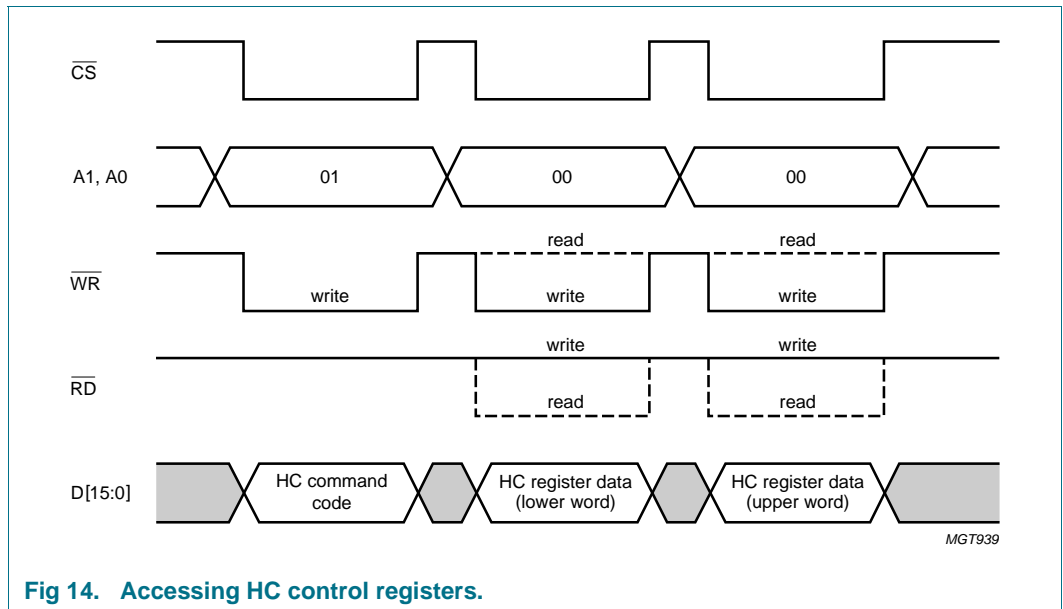 CS
A1, A0
01
00
00
read
read
WR
write
write
write
write
write
RD
read
read
D[15:0]
HC command
code
HC register data
(lower word)
HC register data
(upper word)
MGT939
Fig 14. Accessing HC control registers.